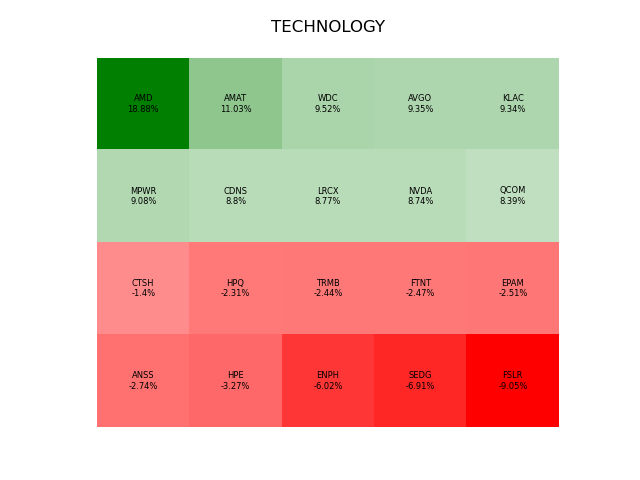 TECHNOLOGY
AMD
18.88%
AMAT
11.03%
WDC
9.52%
AVGO
9.35%
KLAC
9.34%
MPWR
9.08%
CDNS
8.8%
LRCX
8.77%
NVDA
8.74%
QCOM
8.39%
CTSH
-1.4%
HPQ
-2.31%
TRMB
-2.44%
FTNT
-2.47%
EPAM
-2.51%
ANSS
-2.74%
HPE
-3.27%
ENPH
-6.02%
SEDG
-6.91%
FSLR
-9.05%